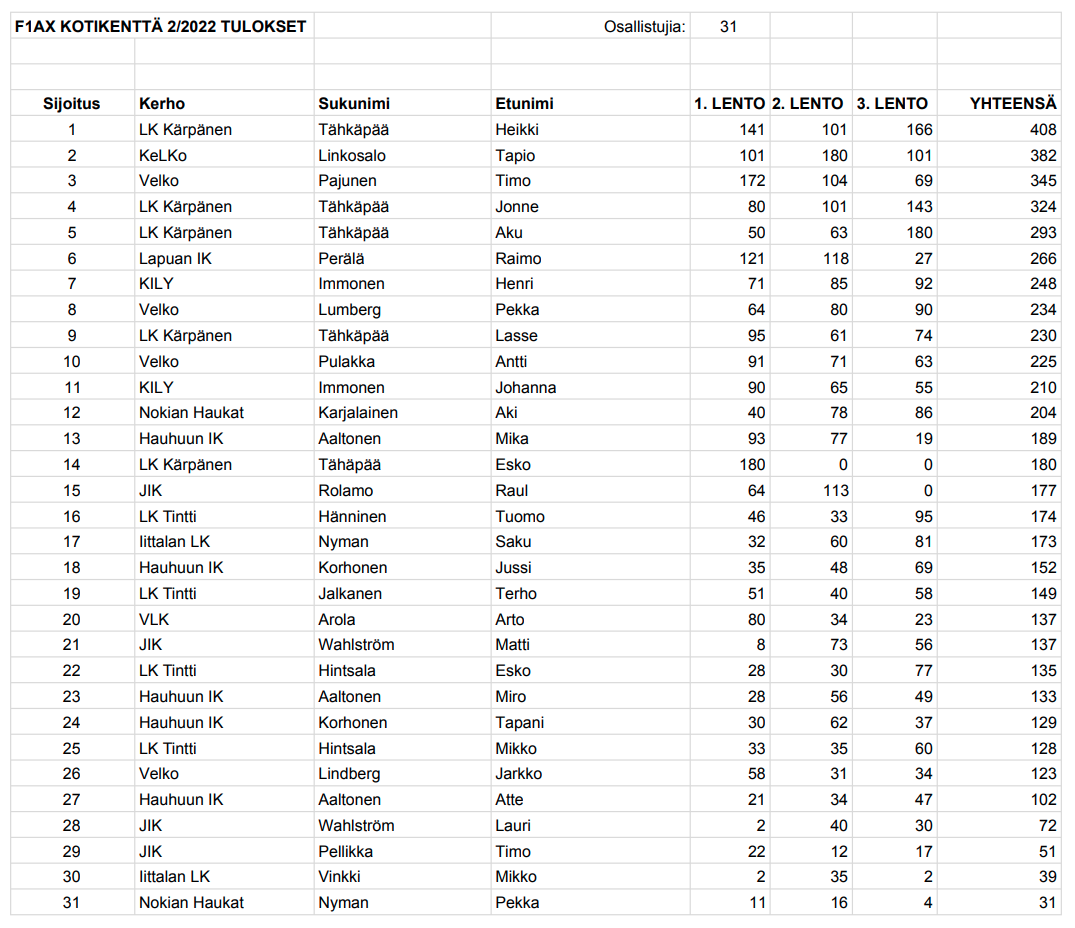 F1AX KOTIKENTTÄ 2/2022 TULOKSET Osallistujia: 31
Sijoitus Kerho Sukunimi Etunimi 1. LENTO 2. LENTO 3. LENTO YHTEENSÄ
1 LK Kärpänen Tähkäpää Heikki 141 101 166 408
2 KeLKo Linkosalo Tapio 101 180 101 382
3 Velko Pajunen Timo 172 104 69 345
4 LK Kärpänen Tähkäpää Jonne 80 101 143 324
5 LK Kärpänen Tähkäpää Aku 50 63 180 293
6 Lapuan IK Perälä Raimo 121 118 27 266
7 KILY Immonen Henri 71 85 92 248
8 Velko Lumberg Pekka 64 80 90 234
9 LK Kärpänen Tähkäpää Lasse 95 61 74 230
10 Velko Pulakka Antti 91 71 63 225
11 KILY Immonen Johanna 90 65 55 210
12 Nokian Haukat Karjalainen Aki 40 78 86 204
13 Hauhuun IK Aaltonen Mika 93 77 19 189
14 LK Kärpänen Tähäpää Esko 180 0 0 180
15 JIK Rolamo Raul 64 113 0 177
16 LK Tintti Hänninen Tuomo 46 33 95 174
17 Iittalan LK Nyman Saku 32 60 81 173
18 Hauhuun IK Korhonen Jussi 35 48 69 152
19 LK Tintti Jalkanen Terho 51 40 58 149
20 VLK Arola Arto 80 34 23 137
21 JIK Wahlström Matti 8 73 56 137
22 LK Tintti Hintsala Esko 28 30 77 135
23 Hauhuun IK Aaltonen Miro 28 56 49 133
24 Hauhuun IK Korhonen Tapani 30 62 37 129
25 LK Tintti Hintsala Mikko 33 35 60 128
26 Velko Lindberg Jarkko 58 31 34 123
27 Hauhuun IK Aaltonen Atte 21 34 47 102
28 JIK Wahlström Lauri 2 40 30 72
29 JIK Pellikka Timo 22 12 17 51
30 Iittalan LK Vinkki Mikko 2 35 2 39
31 Nokian Haukat Nyman Pekka 11 16 4 31